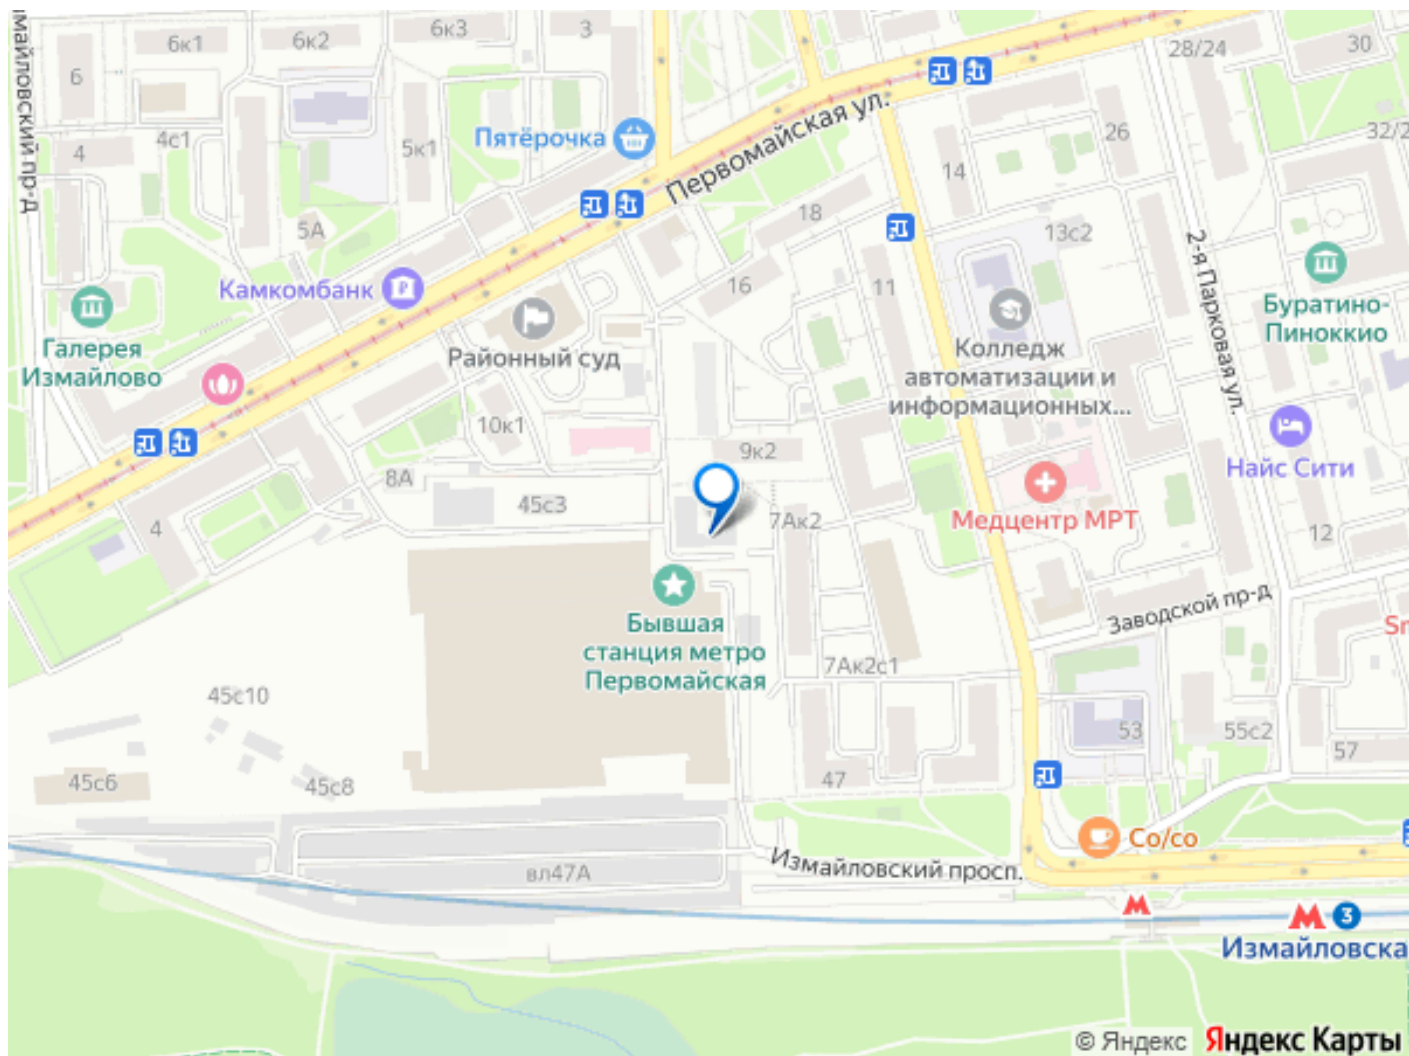 6к1
6к2
6к3
3
28/24
30
6
Пятёрочка
Первомайская ул.
26
32/2
4с1
5к1
4
14
18
13с2
5А
2-я Парковая ул.
Камкомбанк
16
11
Буратино-
Пиноккио
Галерея
Измайлово
Районный суд
Колледж
автоматизации и
информационных...
10к1
9к2
Найс Сити
8А
45с3
7Ак2
Медцентр МРТ
4
12
Бывшая
станция метро
Первомайская
Заводской пр-д
7Ак2с1
45с10
53
55с2
57
45с6
45с8
47
Co/co
вл47А
Измайловский просп.
3
Измайловска
© Яндекс
Яндекс Карты